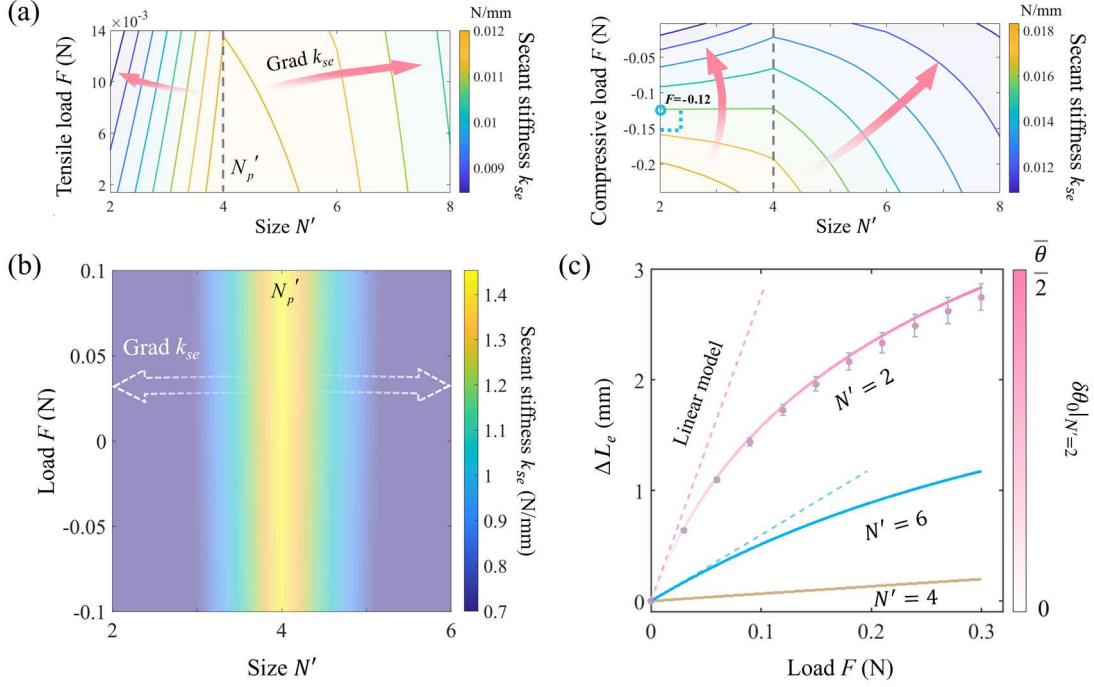 (a)
×10⁻³
14
10
6
2
Tensile load F (N)
2
4
6
8
Size N′
Grad k_se
N_p′
N/mm
0.012
0.011
0.01
0.009
Secant stiffness k_se
Compressive load F (N)
-0.05
-0.1
-0.15
-0.2
F=-0.12
2
4
6
8
Size N′
N/mm
0.018
0.016
0.014
0.012
Secant stiffness k_se
(b)
Load F (N)
0.1
0.05
0
-0.05
-0.1
2
4
6
Size N′
N_p′
Grad k_se
1.4
1.3
1.2
1.1
1
0.9
0.8
0.7
Secant stiffness k_se (N/mm)
(c)
ΔL_e (mm)
3
2
1
0
0
0.1
0.2
0.3
Load F (N)
Linear model
N′ = 2
N′ = 6
N′ = 4
θ̅/2
0
δθ₀|_N′=2